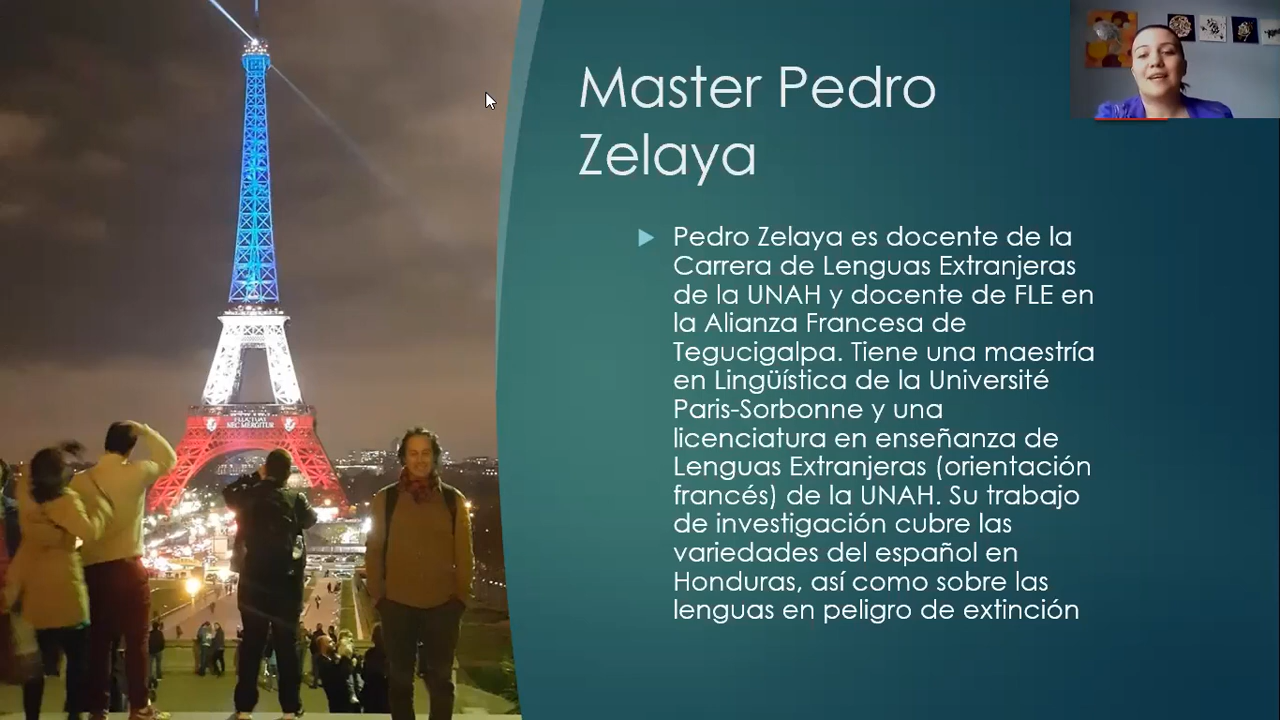 Master Pedro
Zelaya
Pedro Zelaya es docente de la
Carrera de Lenguas Extranjeras
de la UNAH y docente de FLE en
la Alianza Francesa de
Tegucigalpa. Tiene una maestría
en Lingüística de la Université
Paris-Sorbonne y una
licenciatura en enseñanza de
Lenguas Extranjeras (orientación
francés) de la UNAH. Su trabajo
de investigación cubre las
variedades del español en
Honduras, así como sobre las
lenguas en peligro de extinción
FLUCTUAT
NEC MERGITUR